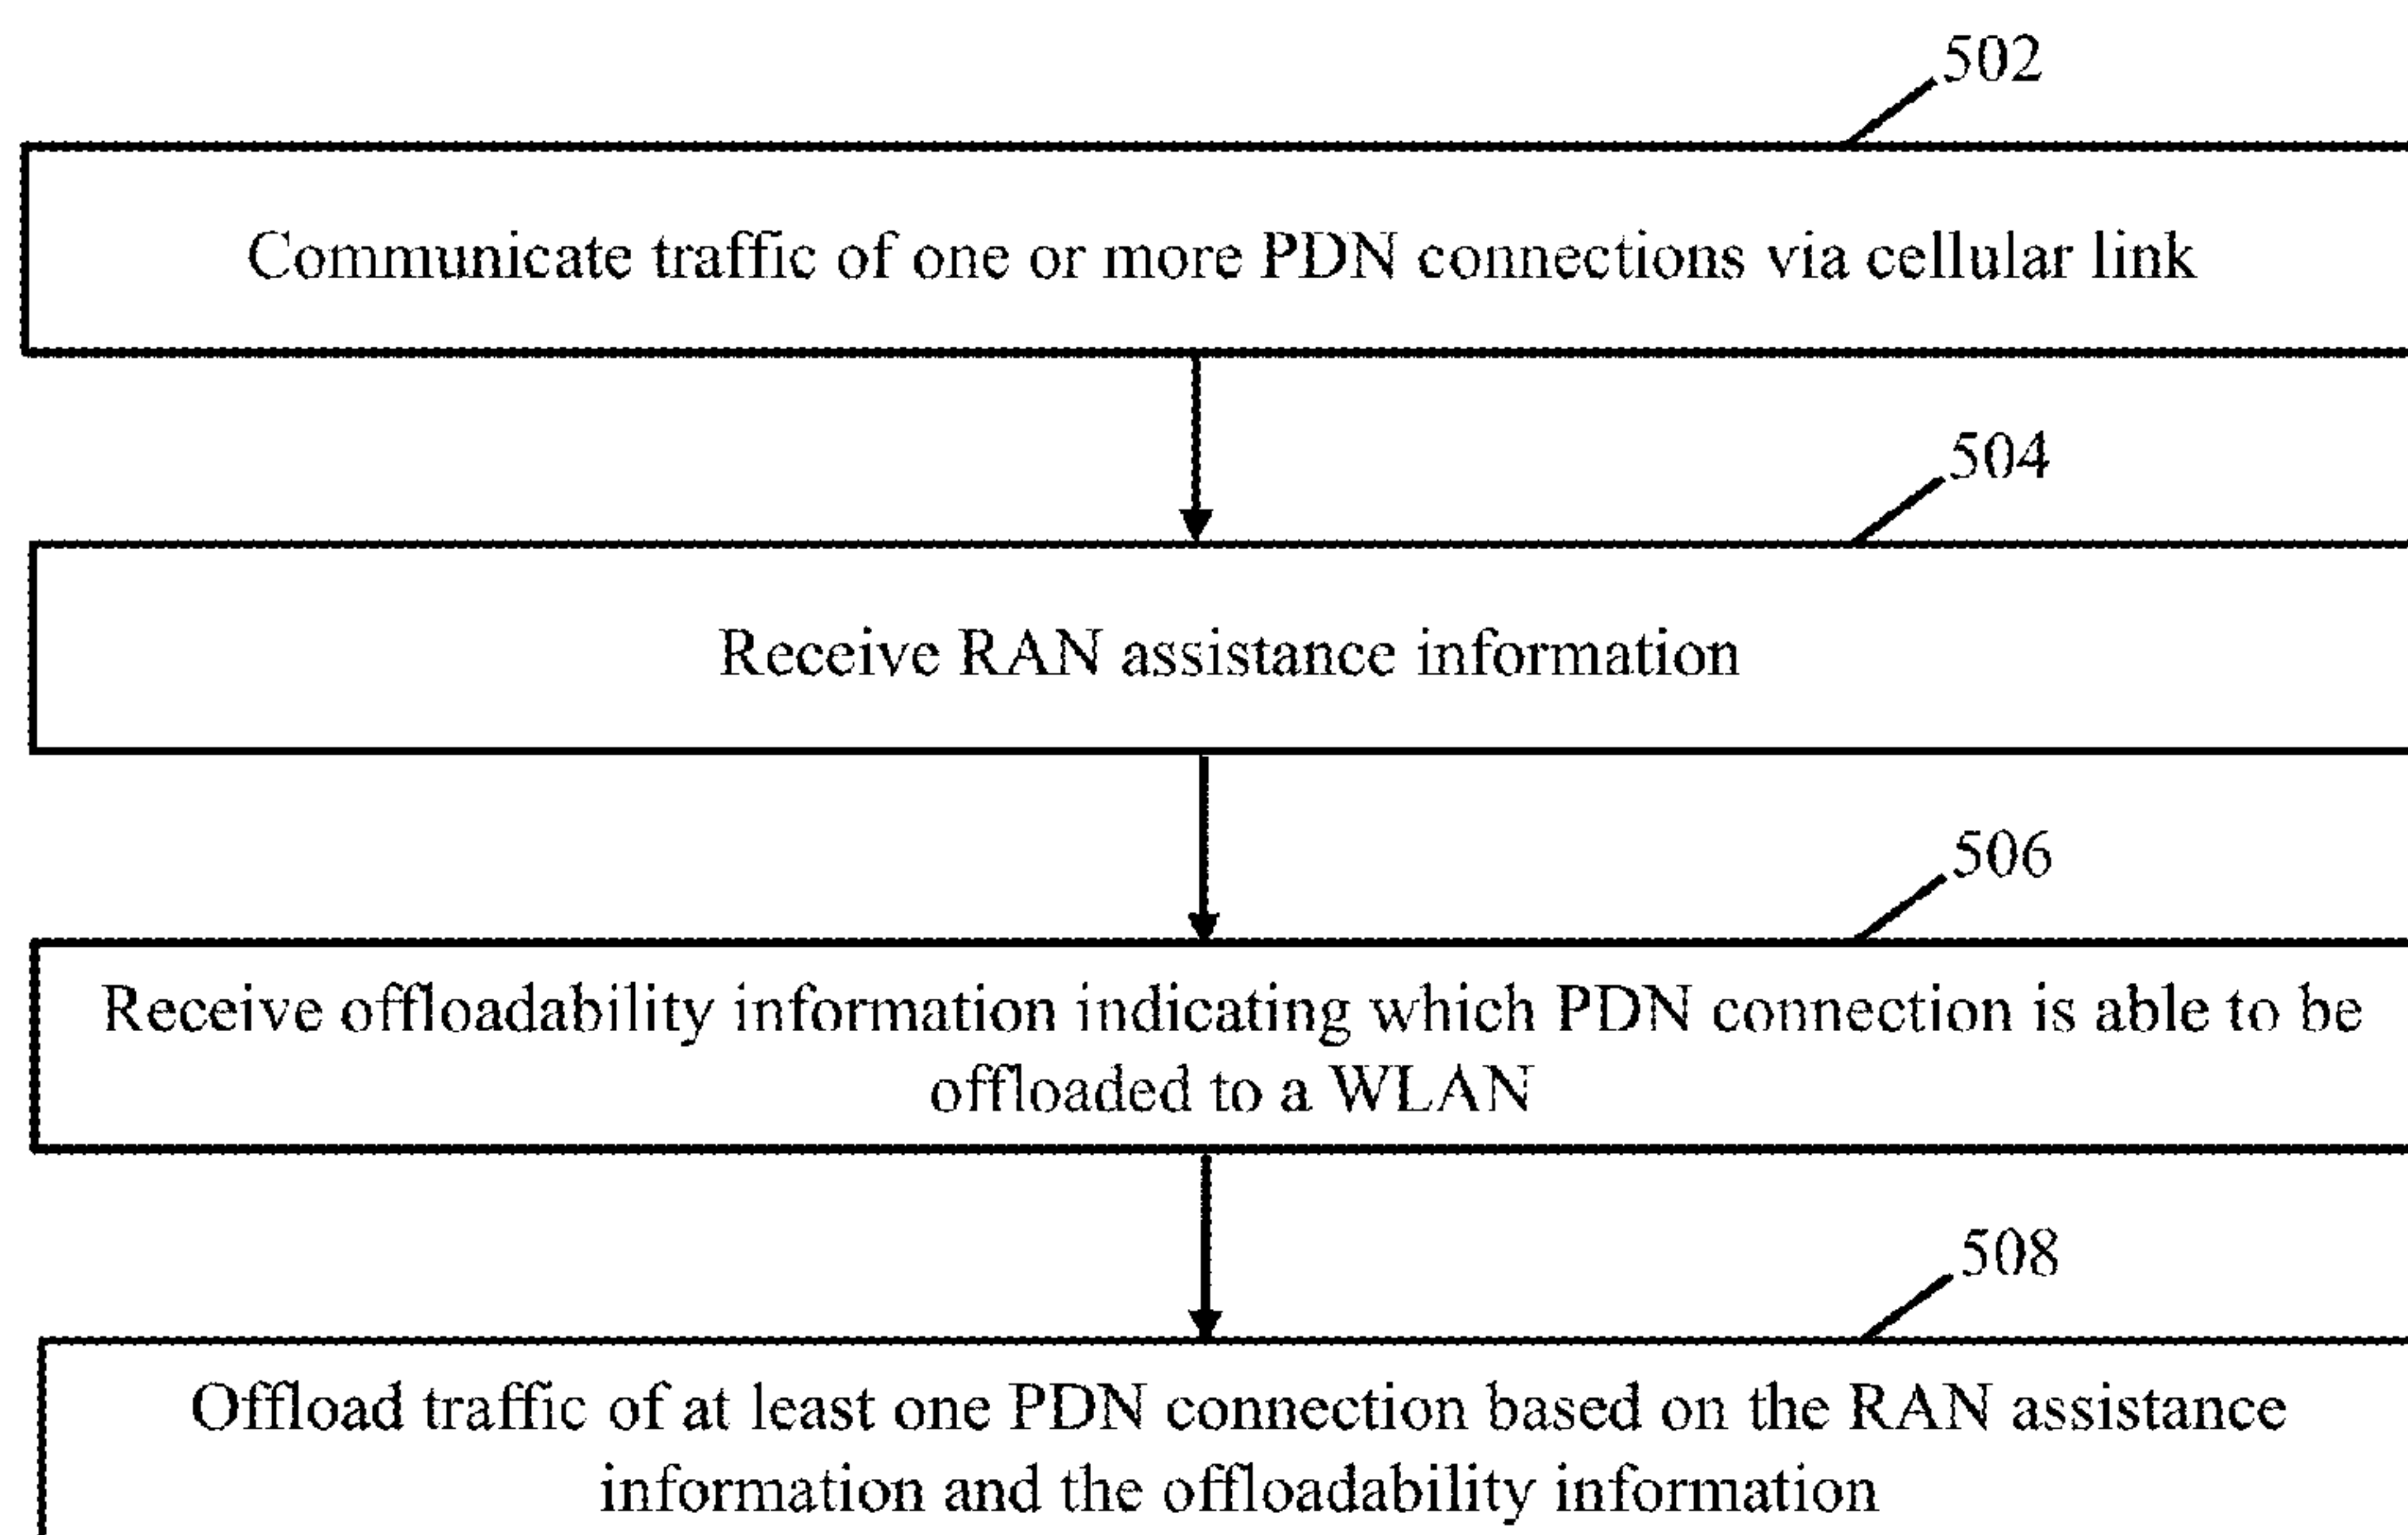 502
Communicate traffic of one or more PDN connections via cellular link
504
Receive RAN assistance information
506
Receive offloadability information indicating which PDN connection is able to be
offloaded to a WLAN
508
Offload traffic of at least one PDN connection based on the RAN assistance
information and the offloadability information